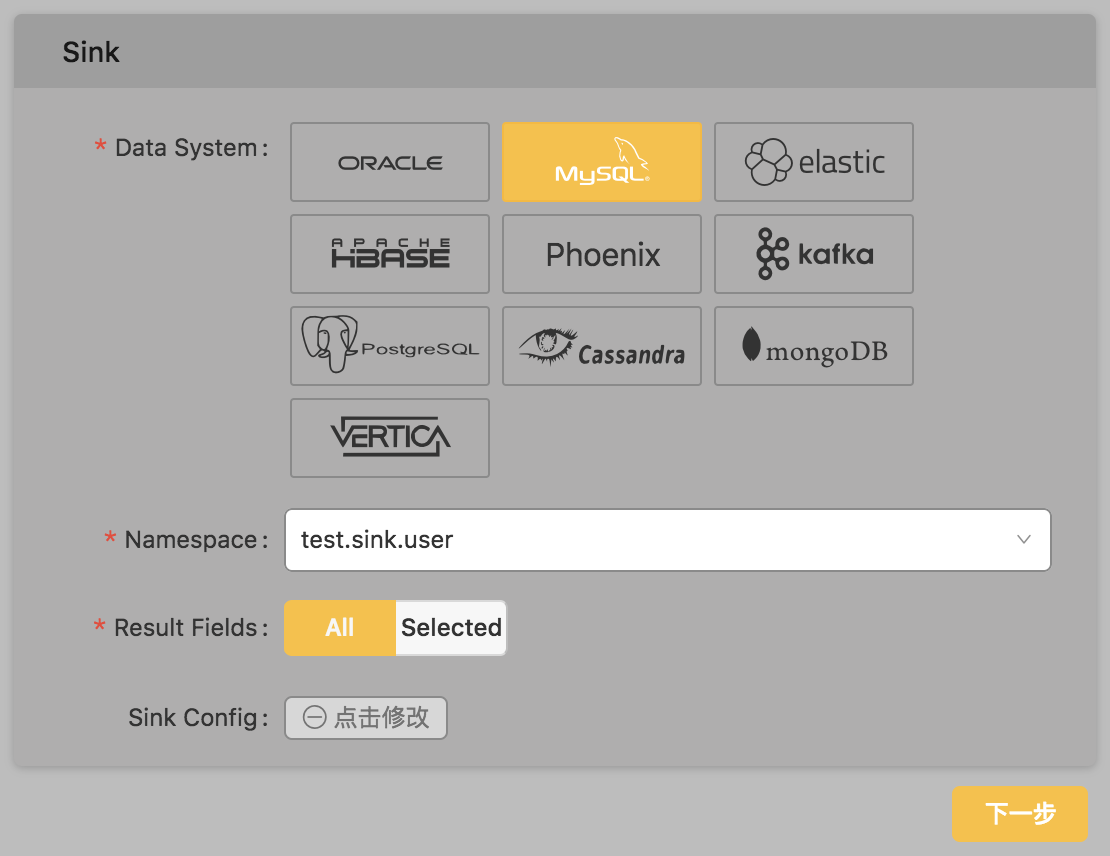 Sink
* Data System :
ORACLE
MySQL®
elastic
APACHE
HBASE
Phoenix
kafka
PostgreSQL
Cassandra
mongoDB
VERTICA
* Namespace :
test.sink.user
* Result Fields :
All
Selected
Sink Config :
点击修改
下一步